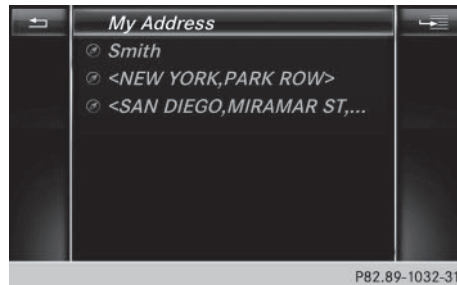 My Address
Smith
<NEW YORK,PARK ROW>
<SAN DIEGO,MIRAMAR ST,...
P82.89-1032-31